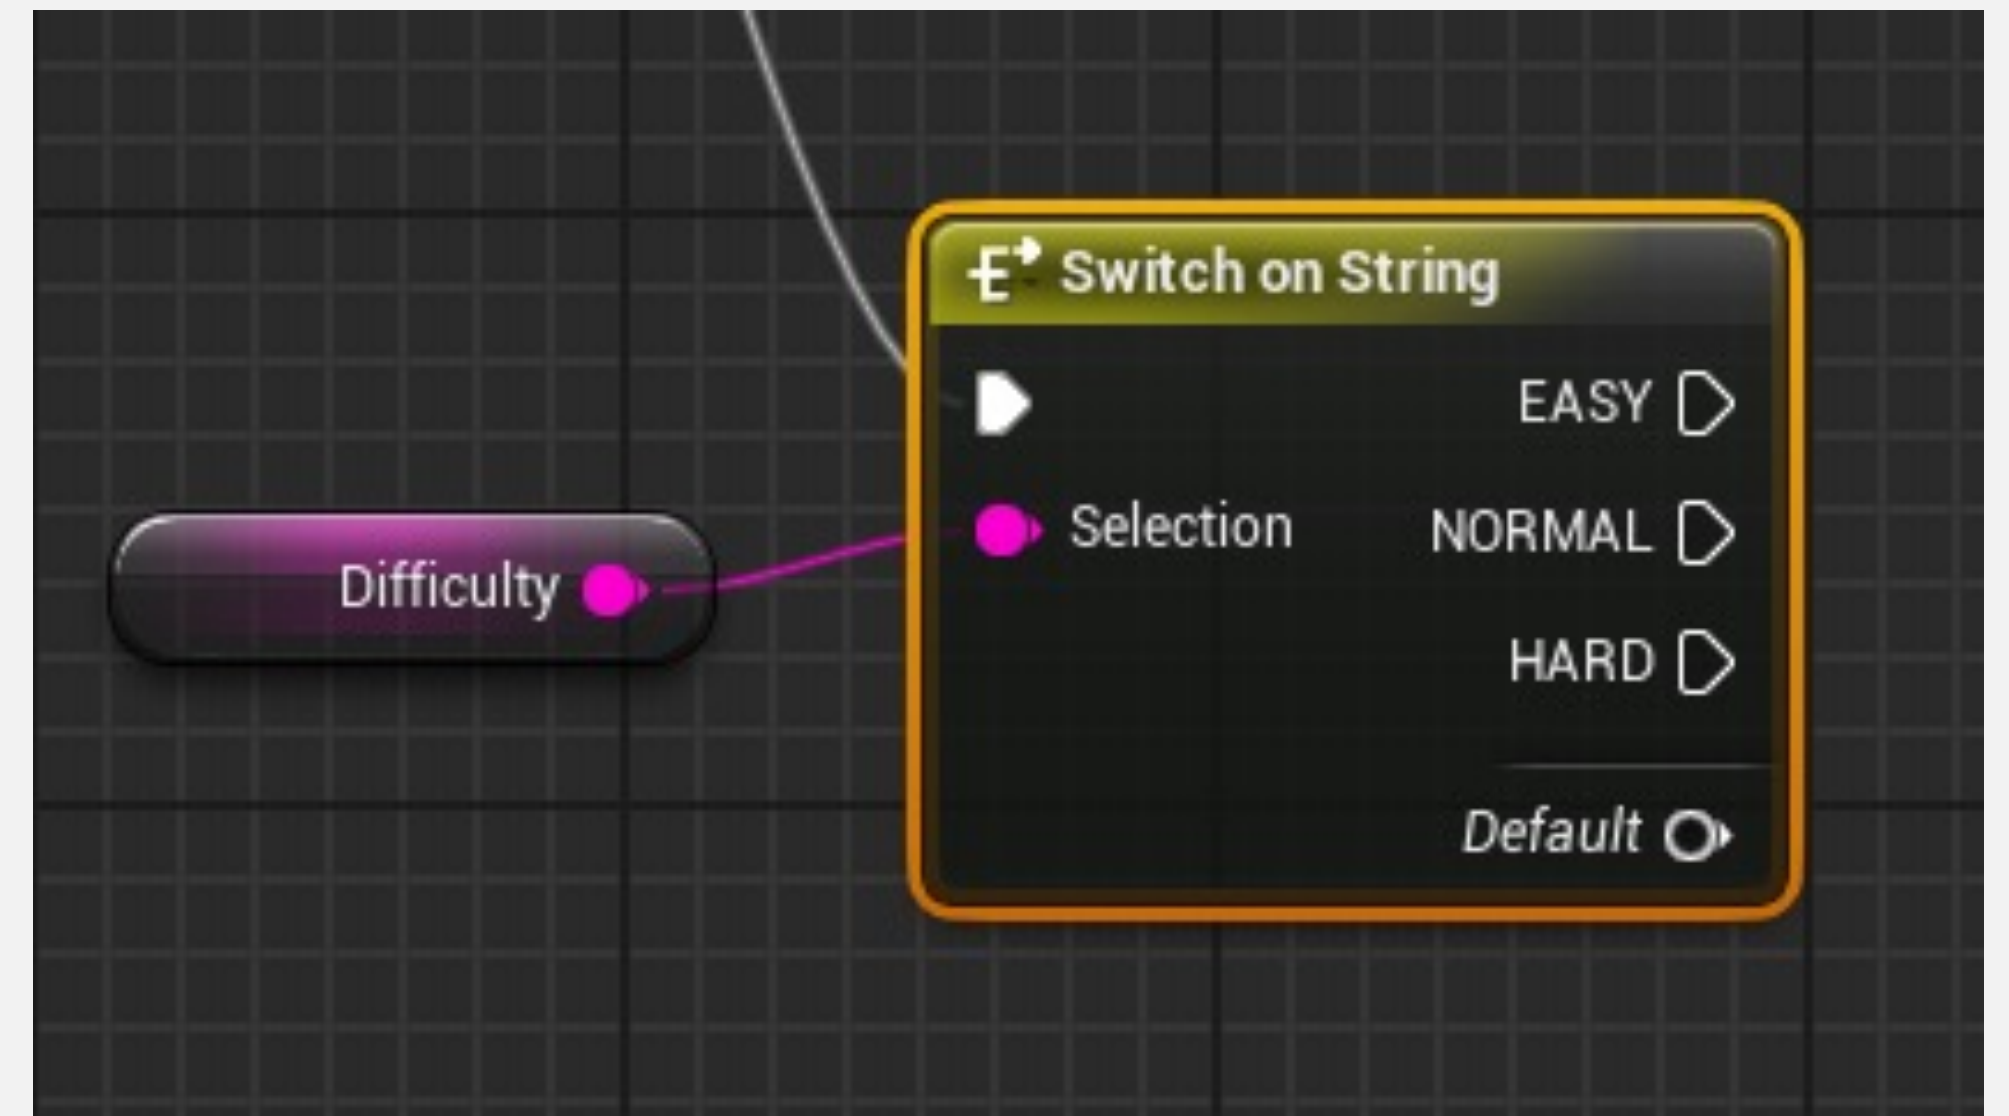 Switch on String
EASY
Selection
NORMAL
Difficulty
HARD
Default